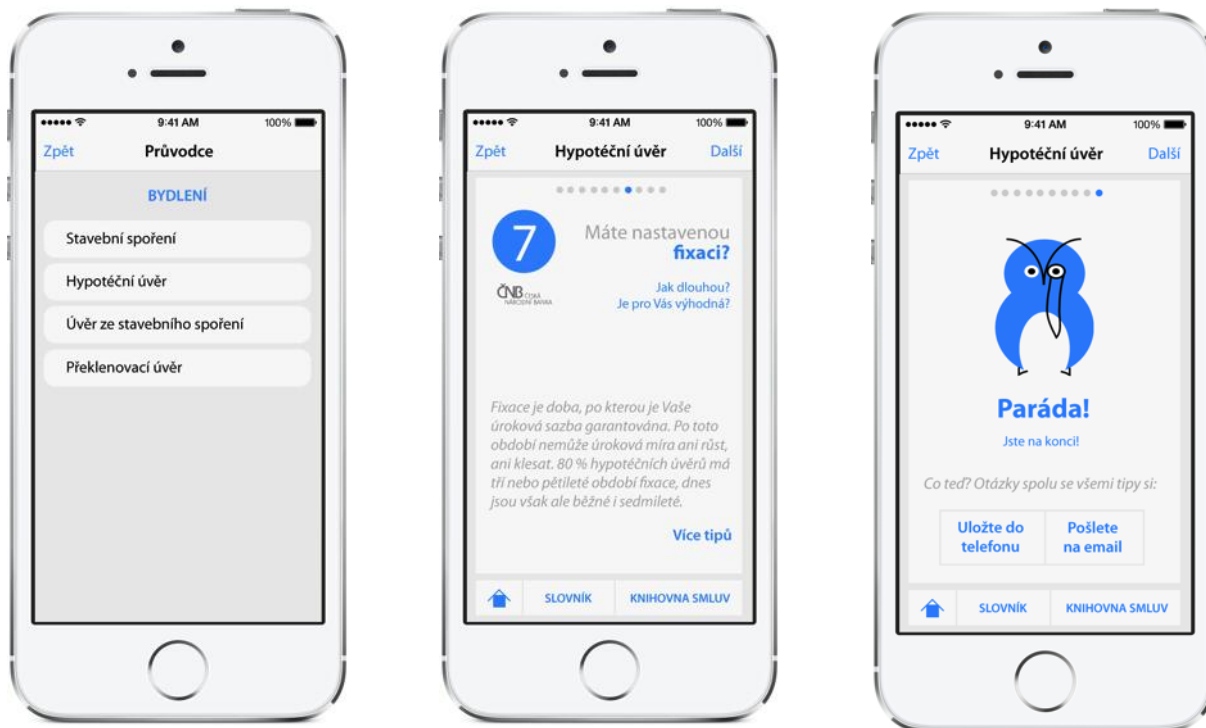 9:41 AM
100%
Zpět
Průvodce
BYDLENÍ
Stavební spoření
Hypotéční úvěr
Úvěr ze stavebního spoření
Překlenovací úvěr
9:41 AM
100%
Zpět
Hypotéční úvěr
Další
7
Máte nastavenou
fixaci?
ČNB ČESKÁ
NÁRODNÍ BANKA
Jak dlouhou?
Je pro Vás výhodná?
Fixace je doba, po kterou je Vaše
úroková sazba garantována. Po toto
období nemůže úroková míra ani růst,
ani klesat. 80 % hypotéčních úvěrů má
tří nebo pětileté období fixace, dnes
jsou však ale běžné i sedmileté.
Více tipů
SLOVNÍK
KNIHOVNA SMLUV
9:41 AM
100%
Zpět
Hypotéční úvěr
Další
Paráda!
Jste na konci!
Co teď? Otázky spolu se všemi tipy si:
Uložte do
telefonu
Pošlete
na email
SLOVNÍK
KNIHOVNA SMLUV